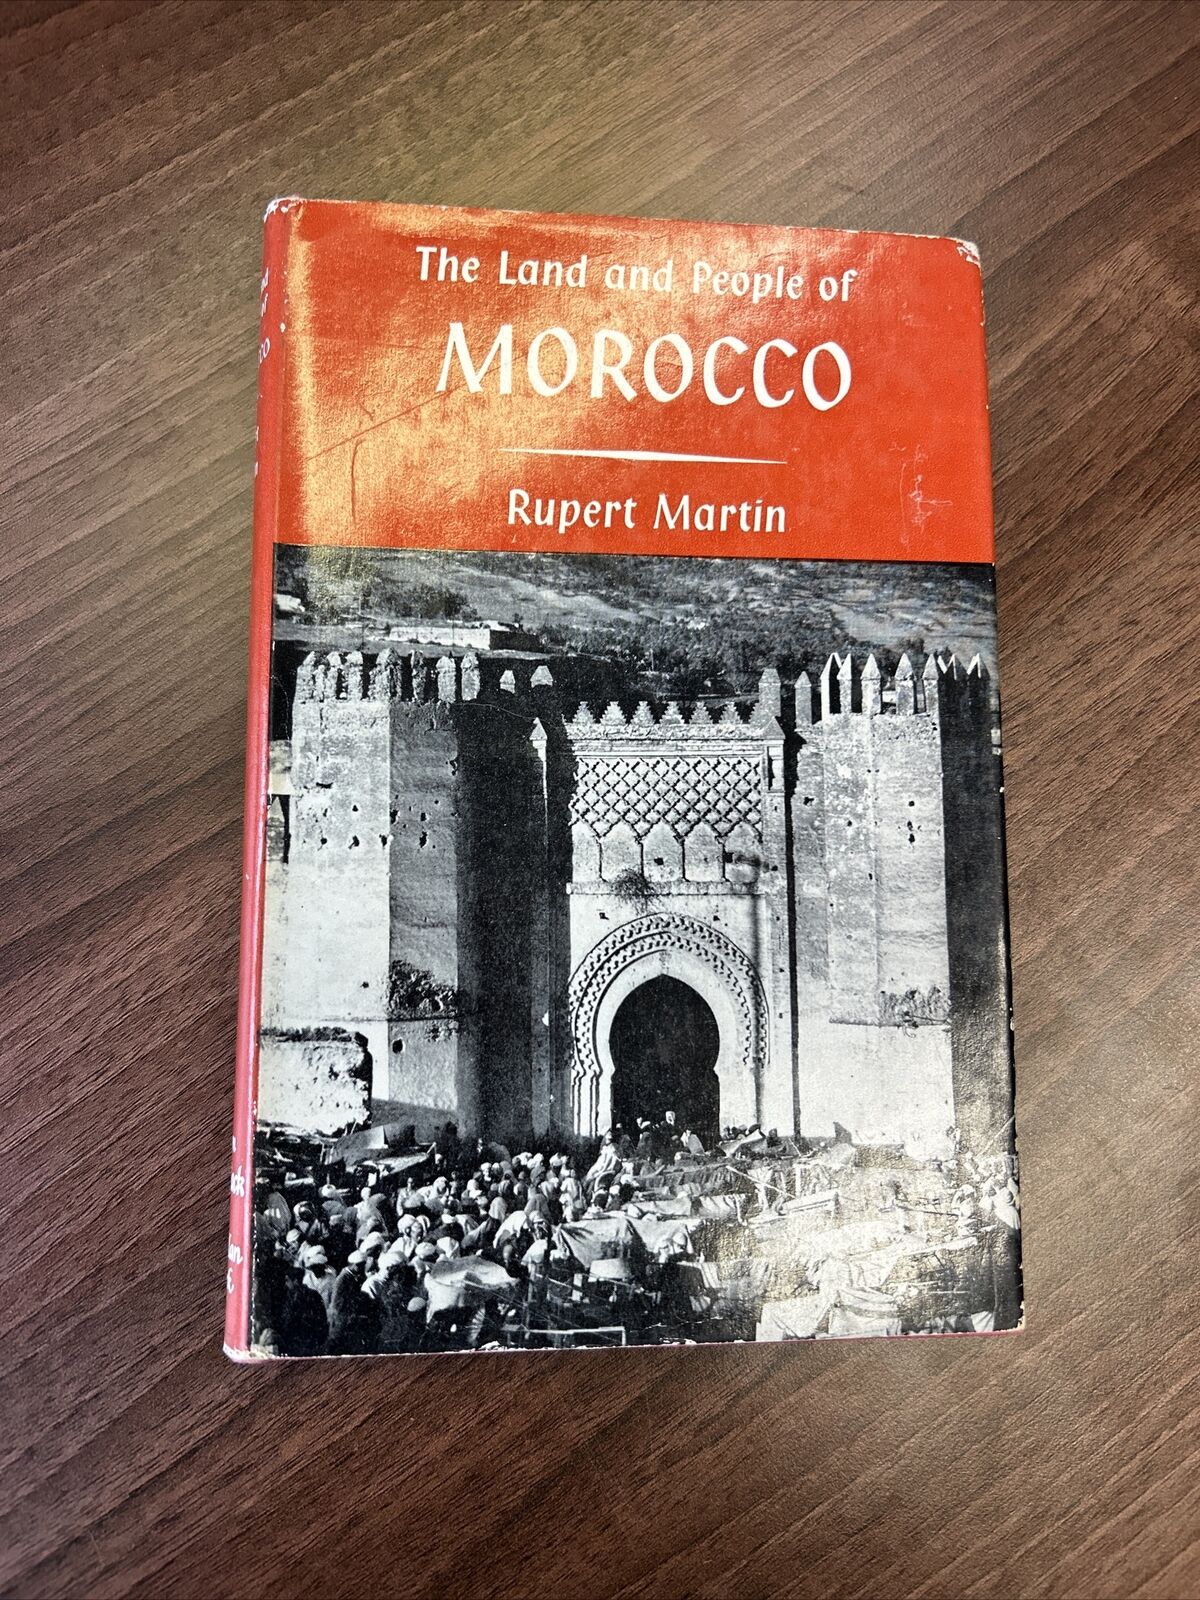 The Land and People of
MOROCCO
Rupert Martin